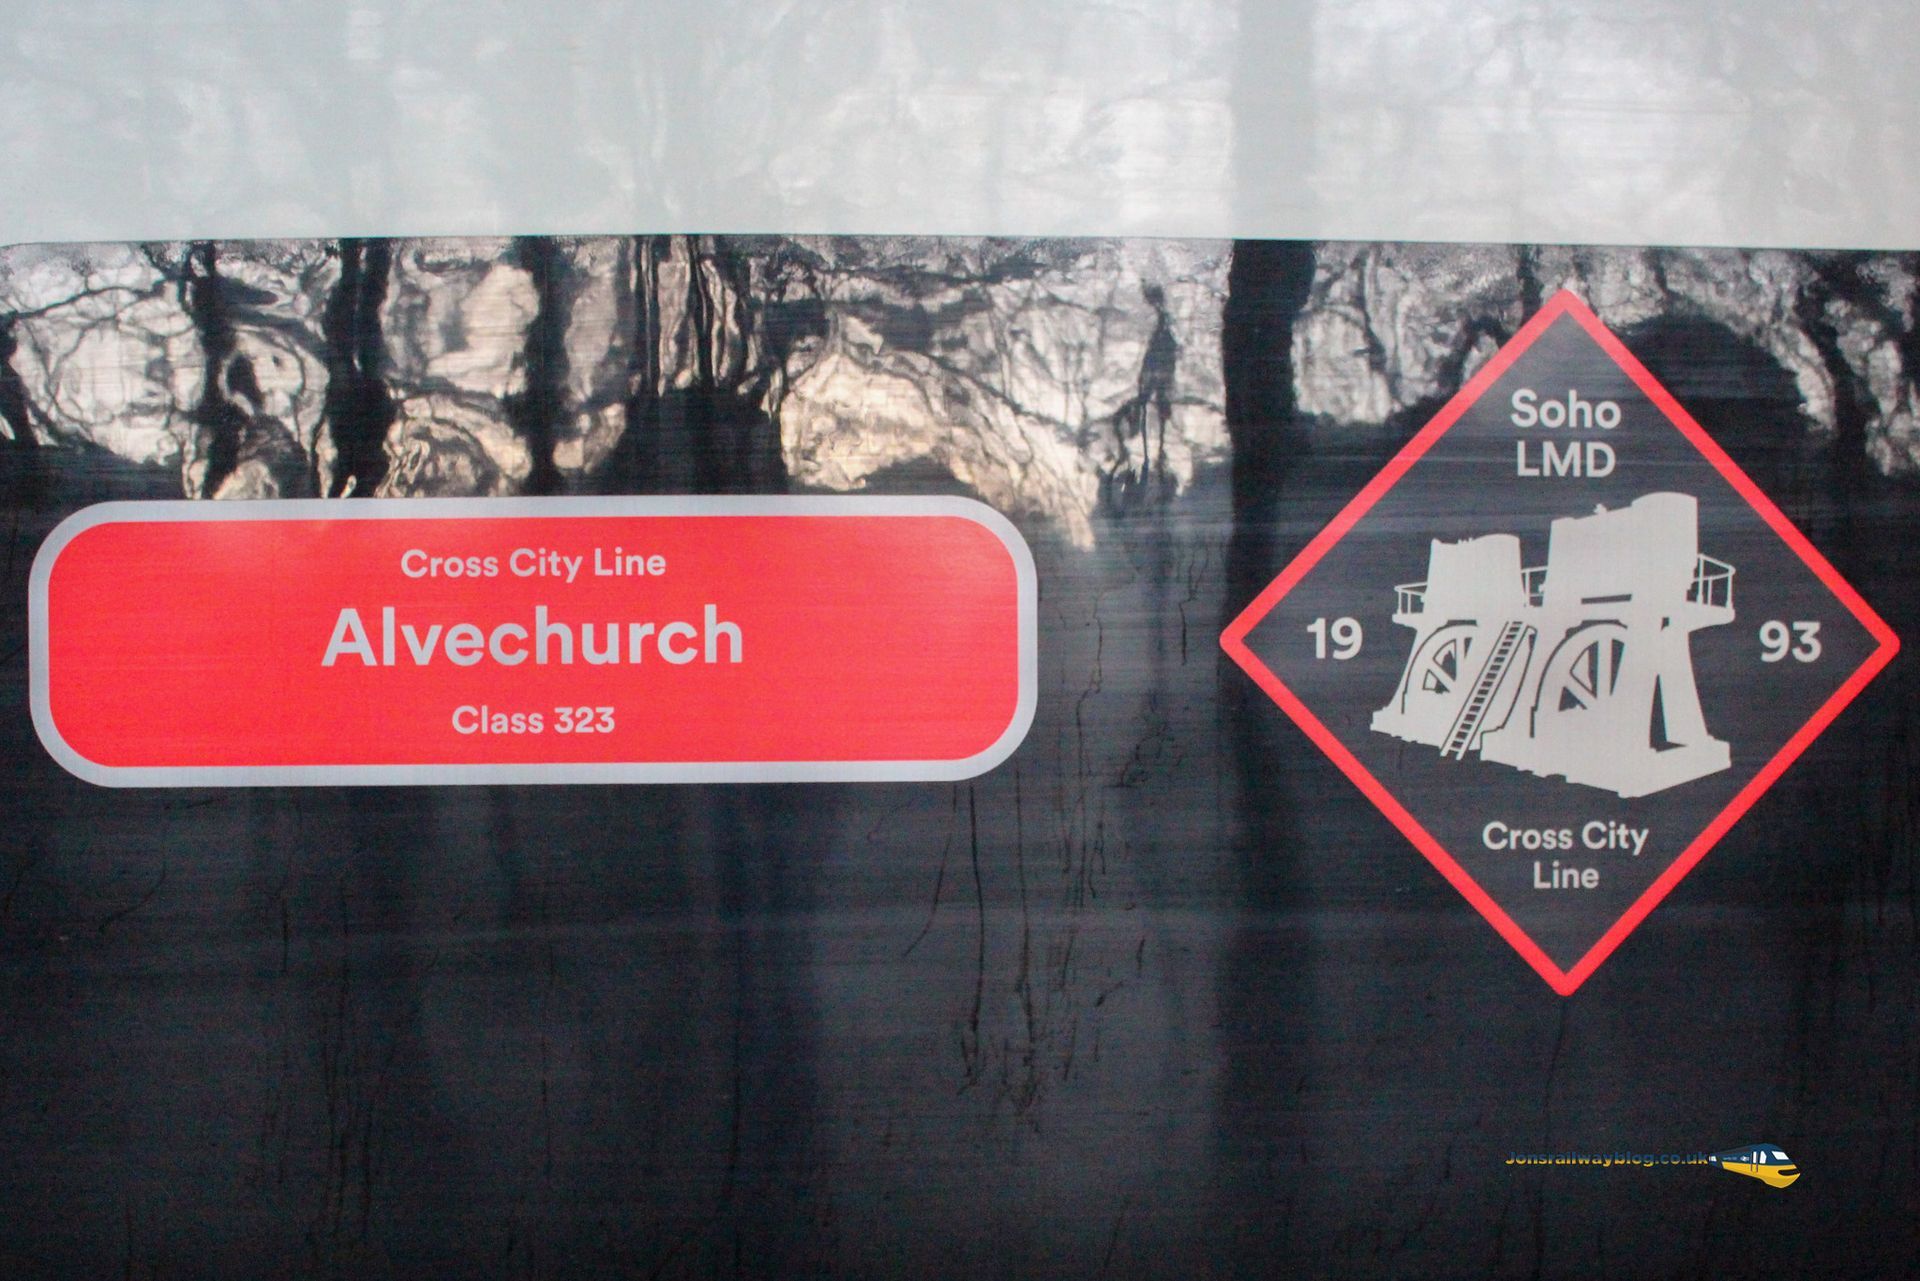 Cross City Line
Alvechurch
Class 323
Soho
LMD
19 93
Cross City
Line
Jonsrailwayblog.co.uk